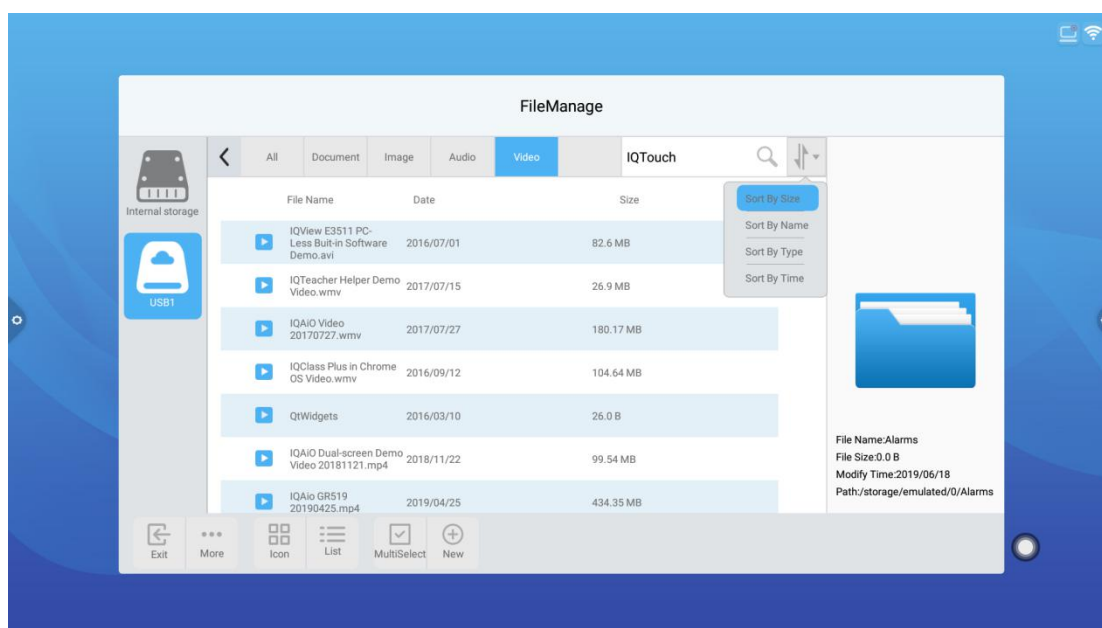 FileManage
All Document Image Audio Video IQTouch
Internal storage
USB1
File Name Date Size
Sort By Size
Sort By Name
Sort By Type
Sort By Time
IQView E3511 PC-
Less Buit-in Software
Demo.avi
2016/07/01 82.6 MB
IQTeacher Helper Demo
Video.wmv
2017/07/15 26.9 MB
IQAiO Video
20170727.wmv
2017/07/27 180.17 MB
IQClass Plus in Chrome
OS Video.wmv
2016/09/12 104.64 MB
QtWidgets 2016/03/10 26.0 B
IQAiO Dual-screen Demo
Video 20181121.mp4
2018/11/22 99.54 MB
IQAio GR519
20190425.mp4
2019/04/25 434.35 MB
File Name:Alarms
File Size:0.0 B
Modify Time:2019/06/18
Path:/storage/emulated/0/Alarms
Exit More Icon List MultiSelect New